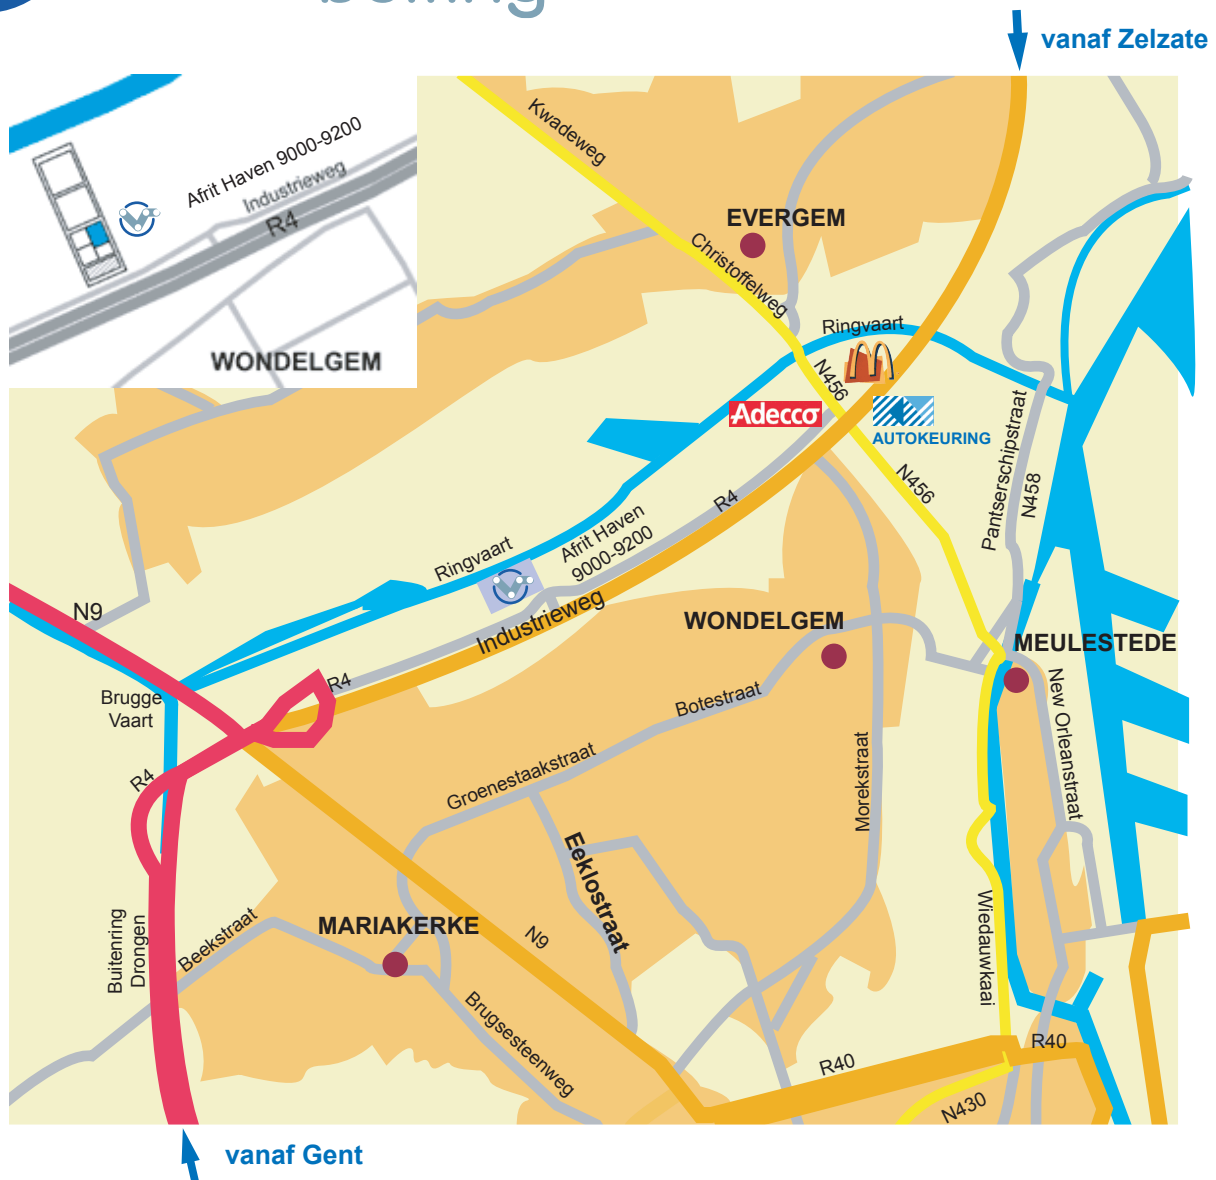 vanaf Zelzate
Afrit Haven 9000-9200
Industrieweg
R4
WONDELGEM
Kwadeweg
EVERGEM
Christoffelweg
Ringvaart
N456
Adecco
AUTOKEURING
N456
Pantserschipstraat
N458
R4
Afrit Haven
9000-9200
Ringvaart
Industrieweg
N9
WONDELGEM
MEULESTEDE
R4
Brugge
Vaart
Botestraat
New Orleanstraat
R4
Groenestaakstraat
Morekstraat
Eeklostraat
Buitenring
Drongen
Beekstraat
MARIAKERKE
N9
Wiedauwkaai
Brugsesteenweg
R40
R40
N430
vanaf Gent